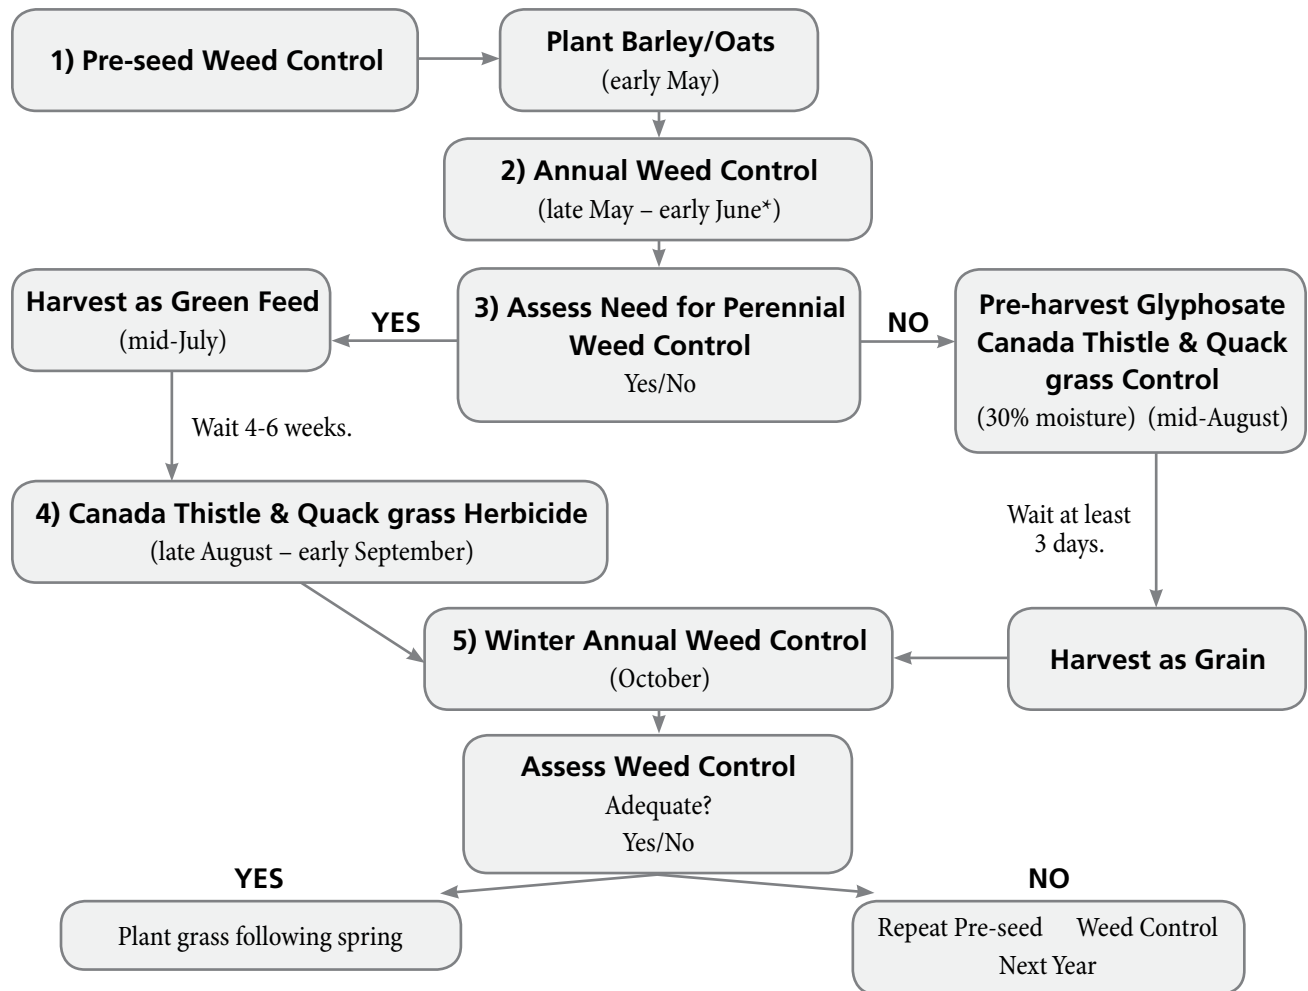 1) Pre-seed Weed Control
Plant Barley/Oats
(early May)
2) Annual Weed Control
(late May – early June*)
Harvest as Green Feed
(mid-July)
YES
3) Assess Need for Perennial
Weed Control
Yes/No
NO
Pre-harvest Glyphosate
Canada Thistle & Quack
grass Control
(30% moisture) (mid-August)
Wait 4-6 weeks.
4) Canada Thistle & Quack grass Herbicide
(late August – early September)
Wait at least
3 days.
5) Winter Annual Weed Control
(October)
Harvest as Grain
Assess Weed Control
Adequate?
Yes/No
YES
Plant grass following spring
NO
Repeat Pre-seed Weed Control
Next Year